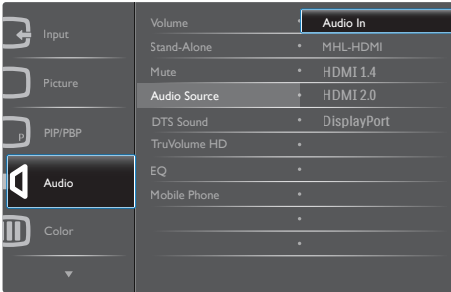 Input
Picture
P
PIP/PBP
Audio
Color
Volume
Stand-Alone
Mute
Audio Source
DTS Sound
TruVolume HD
EQ
Mobile Phone
Audio In
MHL-HDMI
HDMI 1.4
HDMI 2.0
DisplayPort